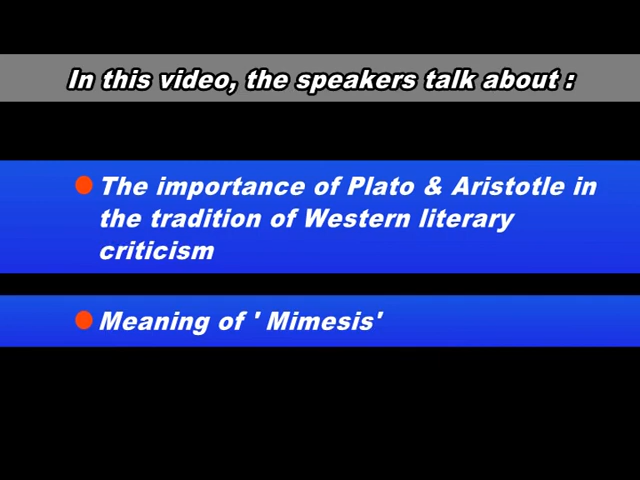 In this video, the speakers talk about :
The importance of Plato & Aristotle in
the tradition of Western literary
criticism
Meaning of ' Mimesis'